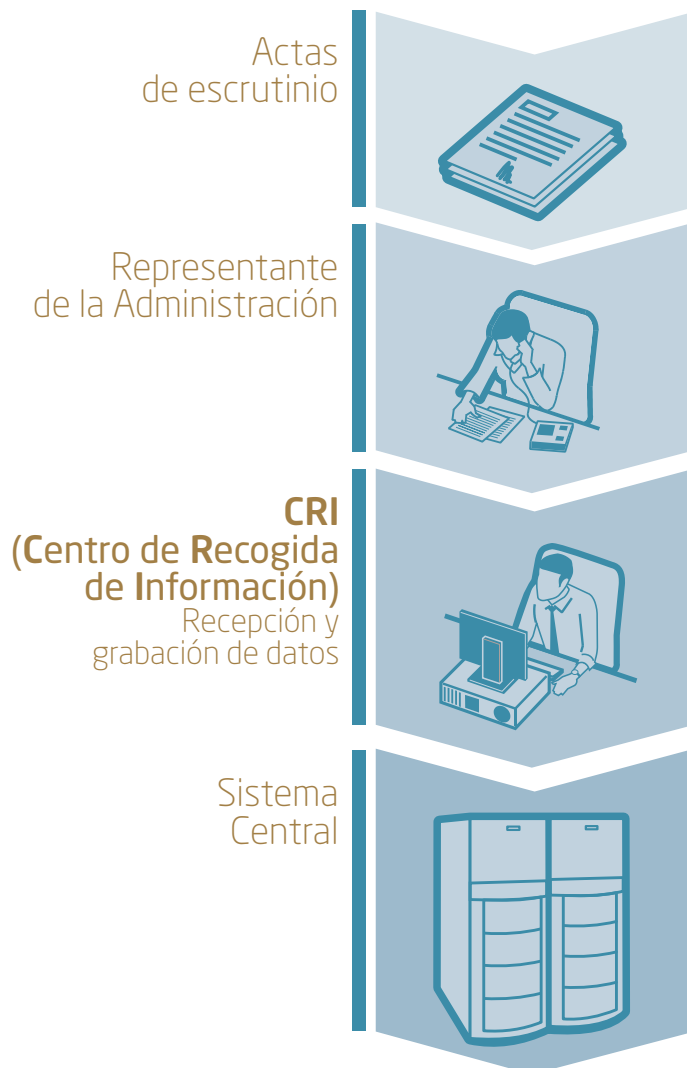 Actas
de escrutinio
Representante
de la Administración
CRI
(Centro de Recogida
de Información)
Recepción y
grabación de datos
Sistema
Central